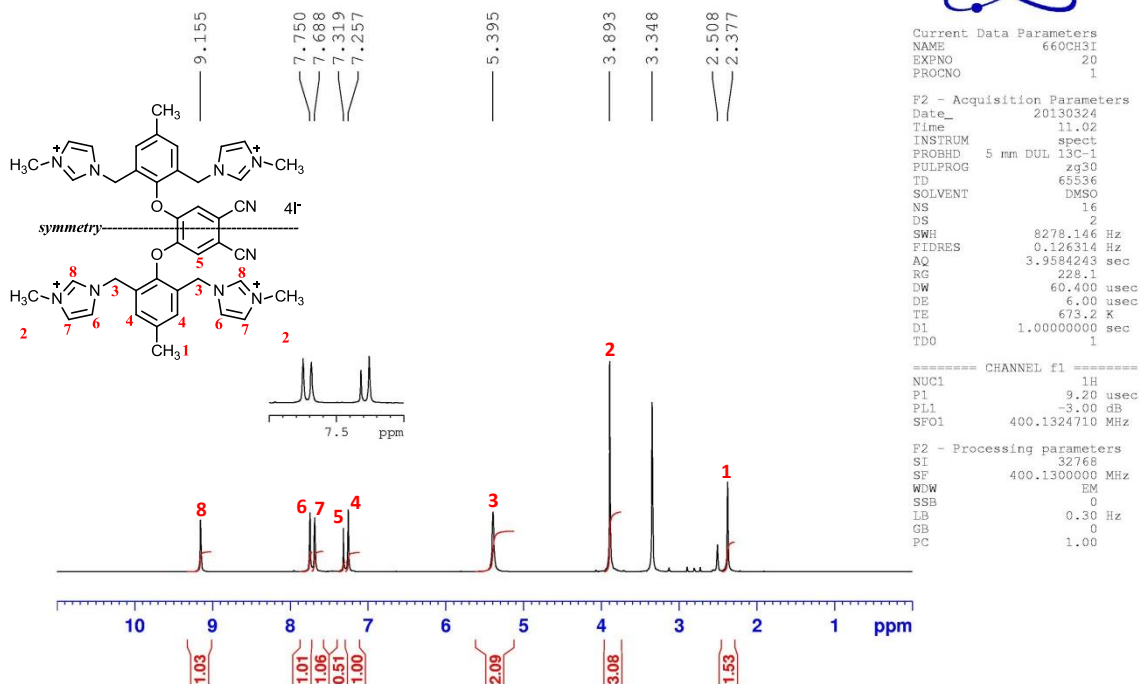 9.155
7.750
7.688
7.319
7.257
5.395
3.893
3.348
2.508
2.377
Current Data Parameters
NAME 660CH3I
EXPNO 20
PROCNO 1
F2 - Acquisition Parameters
Date_ 20130324
Time 11.02
INSTRUM spect
PROBHD 5 mm DUL 13C-1
PULPROG zg30
TD 65536
SOLVENT DMSO
NS 16
DS 2
SWH 8278.146 Hz
FIDRES 0.126314 Hz
AQ 3.9584243 sec
RG 228.1
DW 60.400 usec
DE 6.00 usec
TE 673.2 K
D1 1.00000000 sec
TD0 1
======== CHANNEL f1 ========
NUC1 1H
P1 9.20 usec
PL1 -3.00 dB
SFO1 400.1324710 MHz
F2 - Processing parameters
SI 32768
SF 400.1300000 MHz
WDW EM
SSB 0
LB 0.30 Hz
GB 0
PC 1.00
CH3
+ N N N N +
H3C CH3
O CN 4I-
symmetry
O CN
5
8 8
+ 3 3 +
H3C N N N N CH3
2 7 6 4 4 6 7 2
CH3 1
7.5 ppm
8 6 7 5 4 3 2 1
10 9 8 7 6 5 4 3 2 1 ppm
1.03
1.01
1.06
0.51
1.00
2.09
3.08
1.53